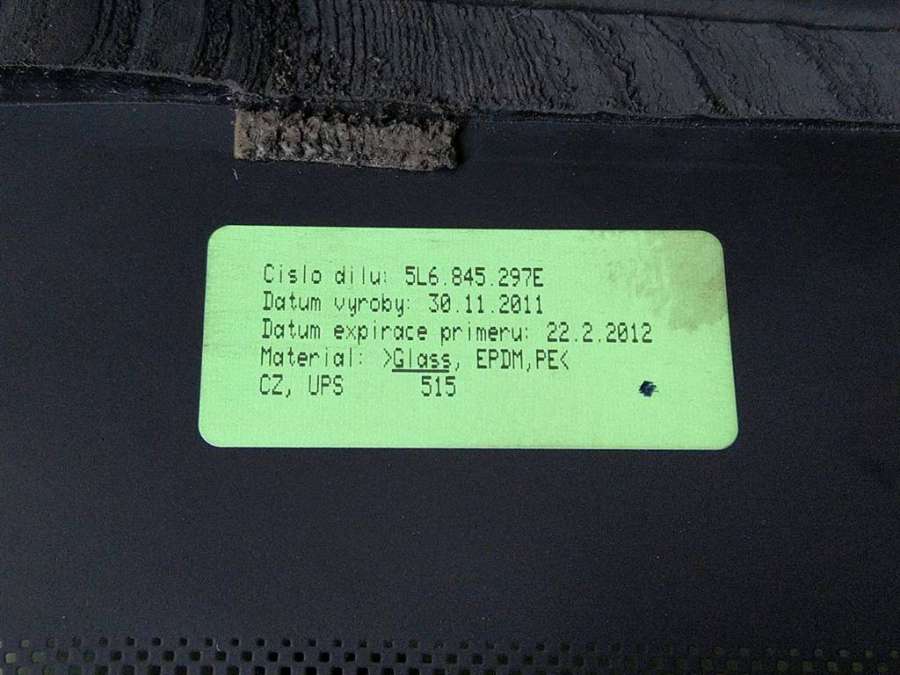 Cislo dilu: 5L6.845.297E
Datum vyroby: 30.11.2011
Datum expirace primeru: 22.2.2012
Material: >Glass, EPDM,PE<
CZ, UPS 515